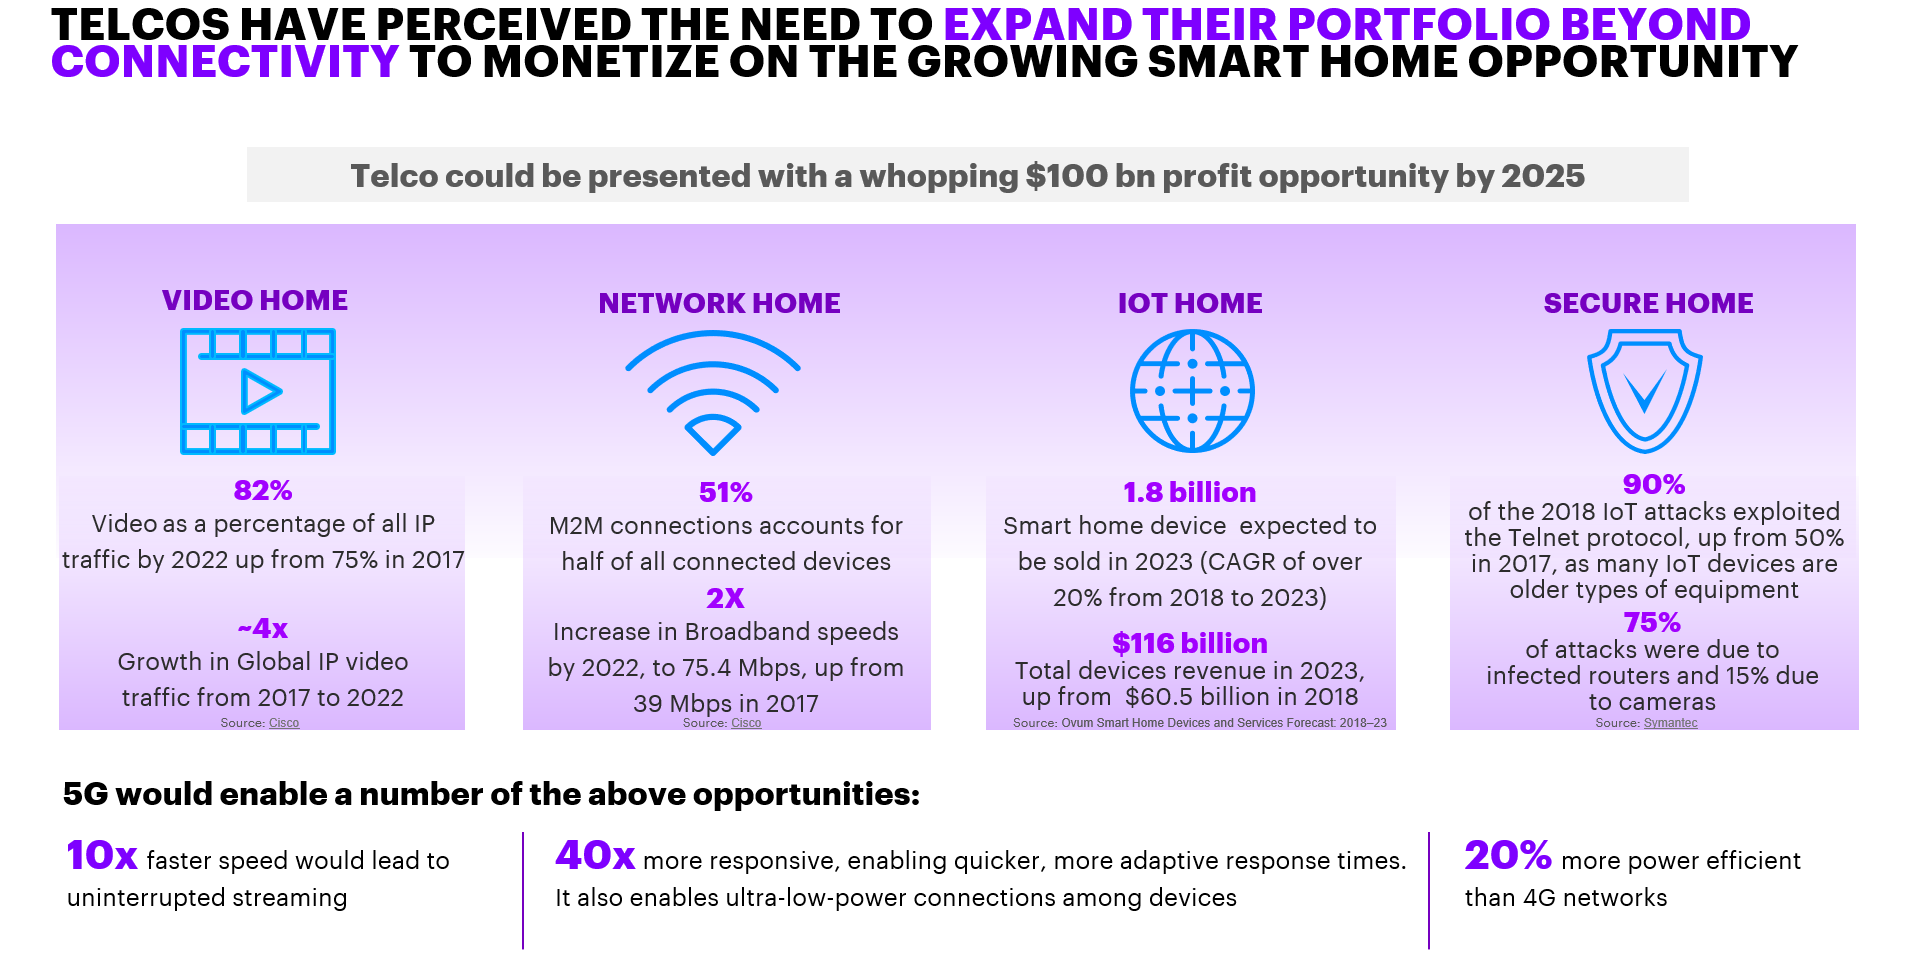 TELCOS HAVE PERCEIVED THE NEED TO EXPAND THEIR PORTFOLIO BEYOND
CONNECTIVITY TO MONETIZE ON THE GROWING SMART HOME OPPORTUNITY
Telco could be presented with a whopping $100 bn profit opportunity by 2025
VIDEO HOME
82%
Video as a percentage of all IP
traffic by 2022 up from 75% in 2017
~4x
Growth in Global IP video
traffic from 2017 to 2022
Source: Cisco
NETWORK HOME
51%
M2M connections accounts for
half of all connected devices
2X
Increase in Broadband speeds
by 2022, to 75.4 Mbps, up from
39 Mbps in 2017
Source: Cisco
IOT HOME
1.8 billion
Smart home device  expected to
be sold in 2023 (CAGR of over
20% from 2018 to 2023)
$116 billion
Total devices revenue in 2023,
up from  $60.5 billion in 2018
Source: Ovum Smart Home Devices and Services Forecast: 2018–23
SECURE HOME
90%
of the 2018 IoT attacks exploited
the Telnet protocol, up from 50%
in 2017, as many IoT devices are
older types of equipment
75%
of attacks were due to
infected routers and 15% due
to cameras
Source: Symantec
5G would enable a number of the above opportunities:
10x faster speed would lead to
uninterrupted streaming
40x more responsive, enabling quicker, more adaptive response times.
It also enables ultra-low-power connections among devices
20% more power efficient
than 4G networks